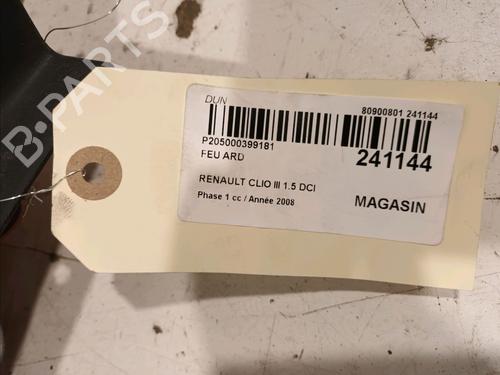 DUN
80900801 241144
P205000399181
FEU ARD
241144
RENAULT CLIO III 1.5 DCI
Phase 1 cc / Année 2008
MAGASIN
B-PARTS